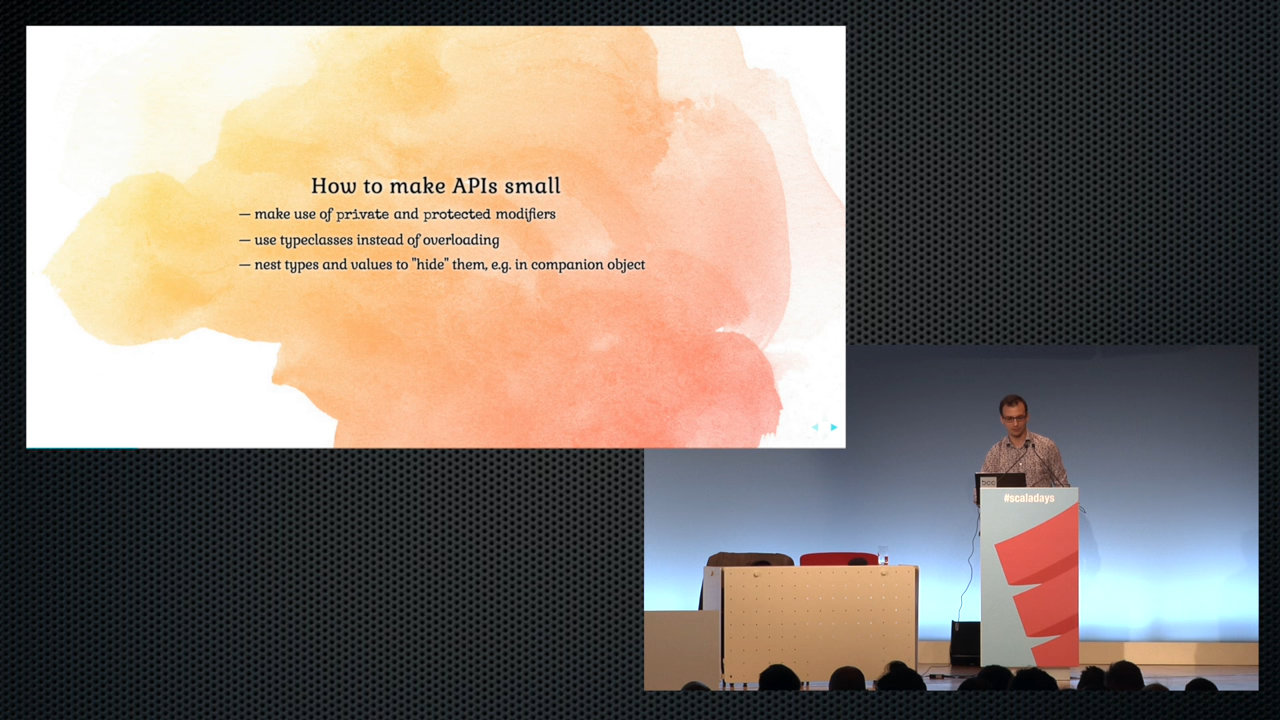 How to make APIs small
— make use of private and protected modifiers
— use typeclasses instead of overloading
— nest types and values to "hide" them, e.g. in companion object
#scaladays